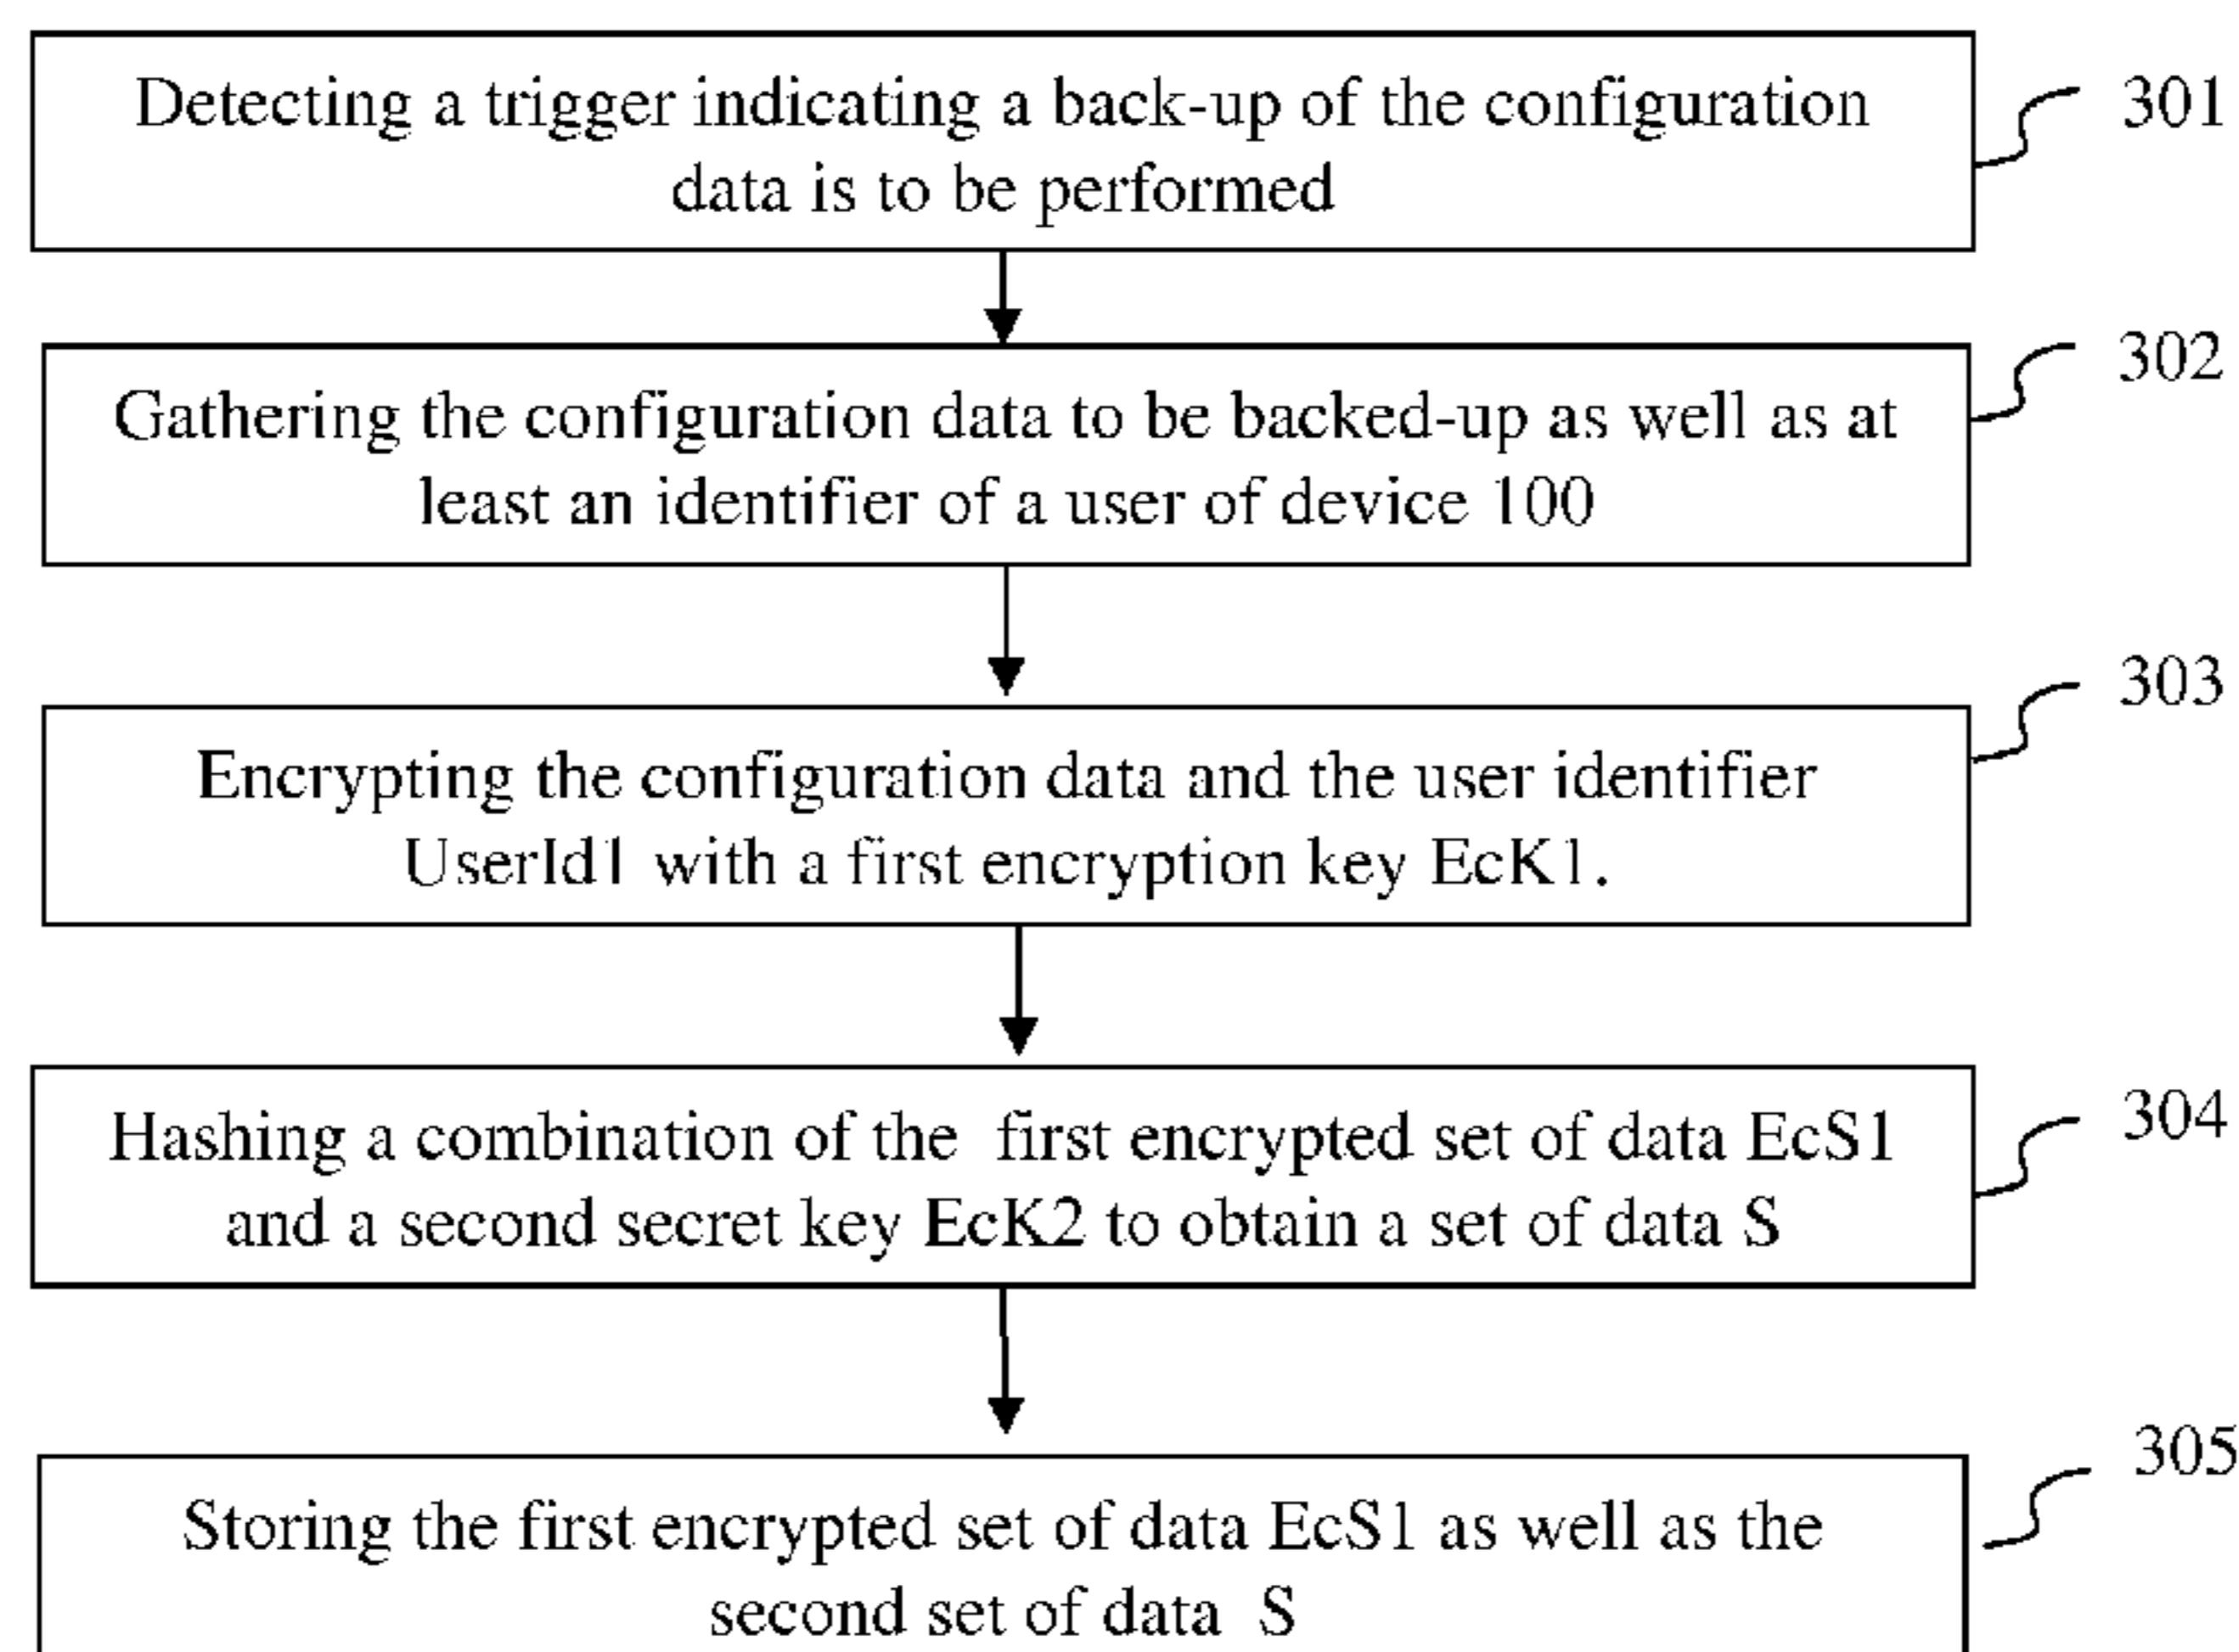 Detecting a trigger indicating a back-up of the configuration
data is to be performed
301
Gathering the configuration data to be backed-up as well as at
least an identifier of a user of device 100
302
Encrypting the configuration data and the user identifier
UserId1 with a first encryption key EcK1.
303
Hashing a combination of the first encrypted set of data EcS1
and a second secret key EcK2 to obtain a set of data S
304
Storing the first encrypted set of data EcS1 as well as the
second set of data S
305